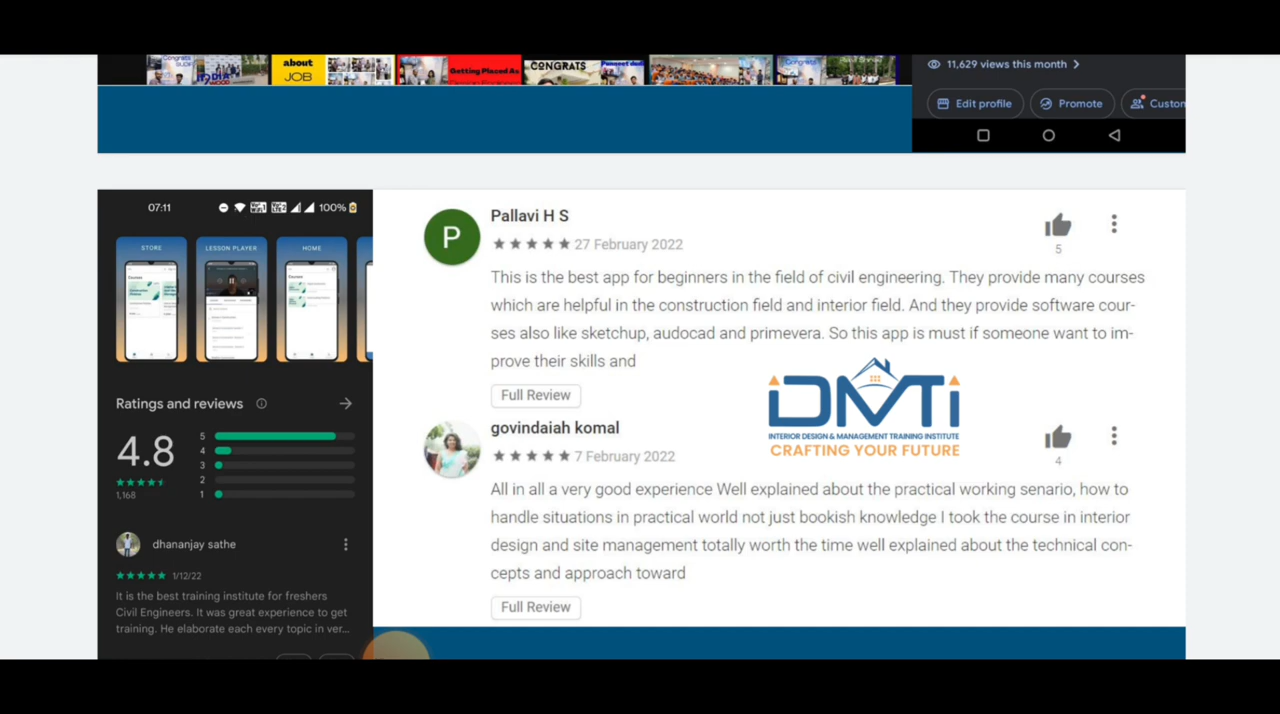 Congrats
about
JOB
Getting Placed As
CONGRATS
11,629 views this month
Edit profile
Promote
Custom
07:11
100%
STORE
LESSON PLAYER
HOME
Courses
Ratings and reviews
4.8
5
4
3
2
1
1,168
dhananjay sathe
1/12/22
It is the best training institute for freshers
Civil Engineers. It was great experience to get
training. He elaborate each every topic in ver...
P
Pallavi H S
27 February 2022
5
This is the best app for beginners in the field of civil engineering. They provide many courses
which are helpful in the construction field and interior field. And they provide software cour-
ses also like sketchup, audocad and primevera. So this app is must if someone want to im-
prove their skills and
Full Review
iDMTi
INTERIOR DESIGN & MANAGEMENT TRAINING INSTITUTE
CRAFTING YOUR FUTURE
govindaiah komal
7 February 2022
4
All in all a very good experience Well explained about the practical working senario, how to
handle situations in practical world not just bookish knowledge I took the course in interior
design and site management totally worth the time well explained about the technical con-
cepts and approach toward
Full Review